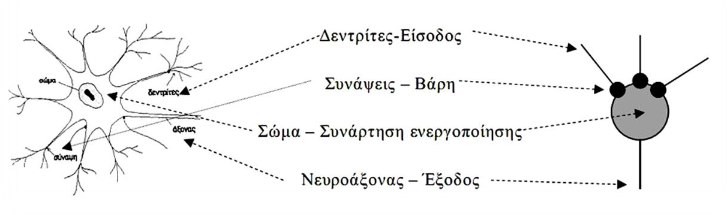 Δεντρίτες-Είσοδος
Συνάψεις – Βάρη
Σώμα – Συνάρτηση ενεργοποίησης
Νευροάξονας – Έξοδος
σώμα
δεντρίτες
άξονας
σύναψη